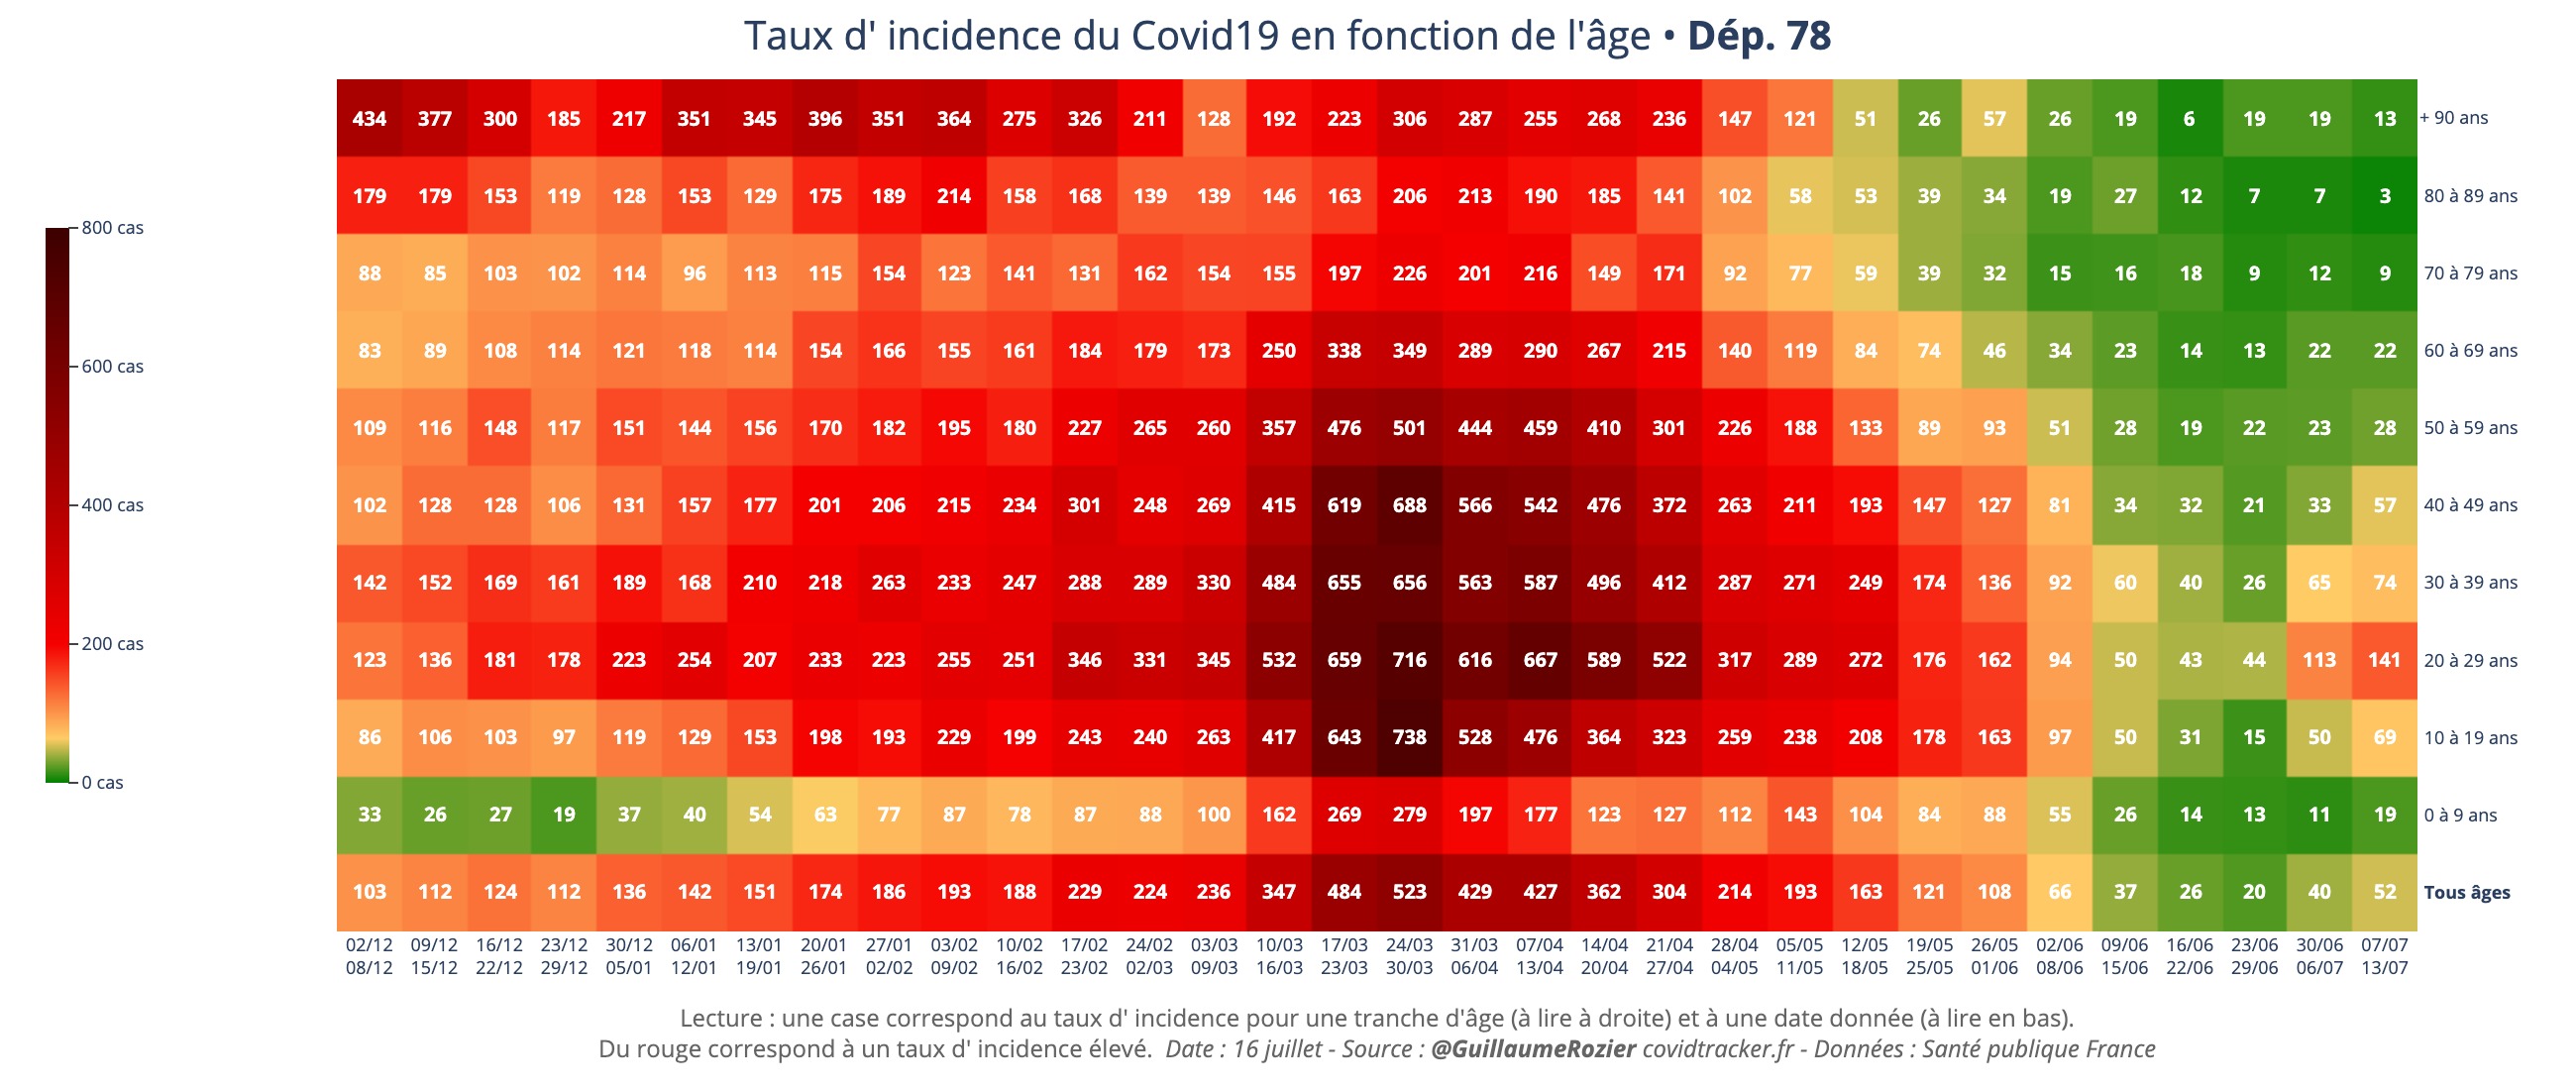 Taux d' incidence du Covid19 en fonction de l'âge • Dép. 78
800 cas
600 cas
400 cas
200 cas
0 cas
434 377 300 185 217 351 345 396 351 364 275 326 211 128 192 223 306 287 255 268 236 147 121 51 26 57 26 19 6 19 19 13 + 90 ans
179 179 153 119 128 153 129 175 189 214 158 168 139 139 146 163 206 213 190 185 141 102 58 53 39 34 19 27 12 7 7 3 80 à 89 ans
88 85 103 102 114 96 113 115 154 123 141 131 162 154 155 197 226 201 216 149 171 92 77 59 39 32 15 16 18 9 12 9 70 à 79 ans
83 89 108 114 121 118 114 154 166 155 161 184 179 173 250 338 349 289 290 267 215 140 119 84 74 46 34 23 14 13 22 22 60 à 69 ans
109 116 148 117 151 144 156 170 182 195 180 227 265 260 357 476 501 444 459 410 301 226 188 133 89 93 51 28 19 22 23 28 50 à 59 ans
102 128 128 106 131 157 177 201 206 215 234 301 248 269 415 619 688 566 542 476 372 263 211 193 147 127 81 34 32 21 33 57 40 à 49 ans
142 152 169 161 189 168 210 218 263 233 247 288 289 330 484 655 656 563 587 496 412 287 271 249 174 136 92 60 40 26 65 74 30 à 39 ans
123 136 181 178 223 254 207 233 223 255 251 346 331 345 532 659 716 616 667 589 522 317 289 272 176 162 94 50 43 44 113 141 20 à 29 ans
86 106 103 97 119 129 153 198 193 229 199 243 240 263 417 643 738 528 476 364 323 259 238 208 178 163 97 50 31 15 50 69 10 à 19 ans
33 26 27 19 37 40 54 63 77 87 78 87 88 100 162 269 279 197 177 123 127 112 143 104 84 88 55 26 14 13 11 19 0 à 9 ans
103 112 124 112 136 142 151 174 186 193 188 229 224 236 347 484 523 429 427 362 304 214 193 163 121 108 66 37 26 20 40 52 Tous âges
02/12 09/12 16/12 23/12 30/12 06/01 13/01 20/01 27/01 03/02 10/02 17/02 24/02 03/03 10/03 17/03 24/03 31/03 07/04 14/04 21/04 28/04 05/05 12/05 19/05 26/05 02/06 09/06 16/06 23/06 30/06 07/07
08/12 15/12 22/12 29/12 05/01 12/01 19/01 26/01 02/02 09/02 16/02 23/02 02/03 09/03 16/03 23/03 30/03 06/04 13/04 20/04 27/04 04/05 11/05 18/05 25/05 01/06 08/06 15/06 22/06 29/06 06/07 13/07
Lecture : une case correspond au taux d' incidence pour une tranche d'âge (à lire à droite) et à une date donnée (à lire en bas).
Du rouge correspond à un taux d' incidence élevé. Date : 16 juillet - Source : @GuillaumeRozier covidtracker.fr - Données : Santé publique France